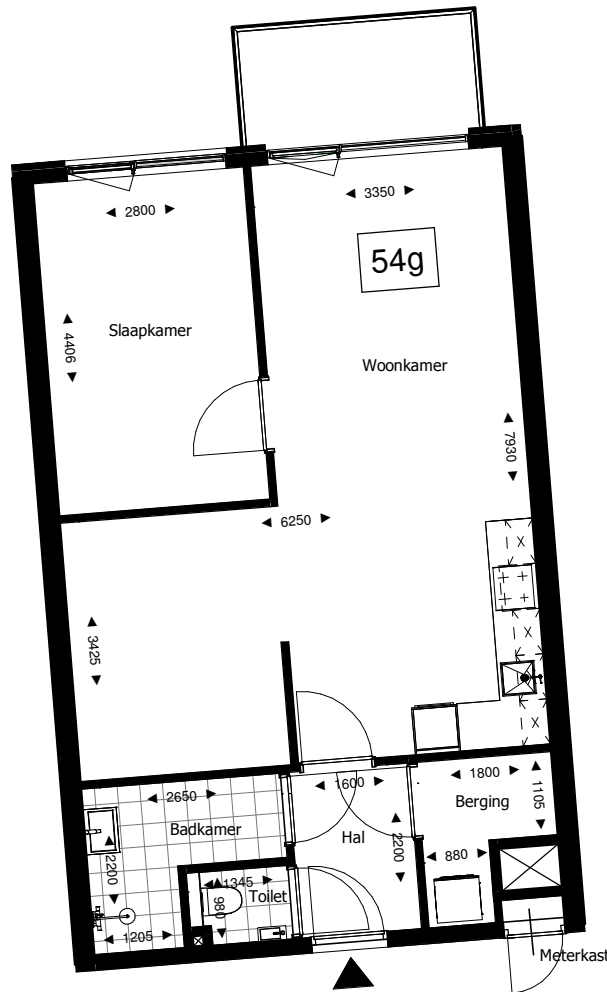 2800
3350
54g
4406
Slaapkamer
Woonkamer
7930
6250
3425
2650
1600
1800
1105
Badkamer
Hal
Berging
2200
2200
880
1345
Toilet
980
1205
Meterkast